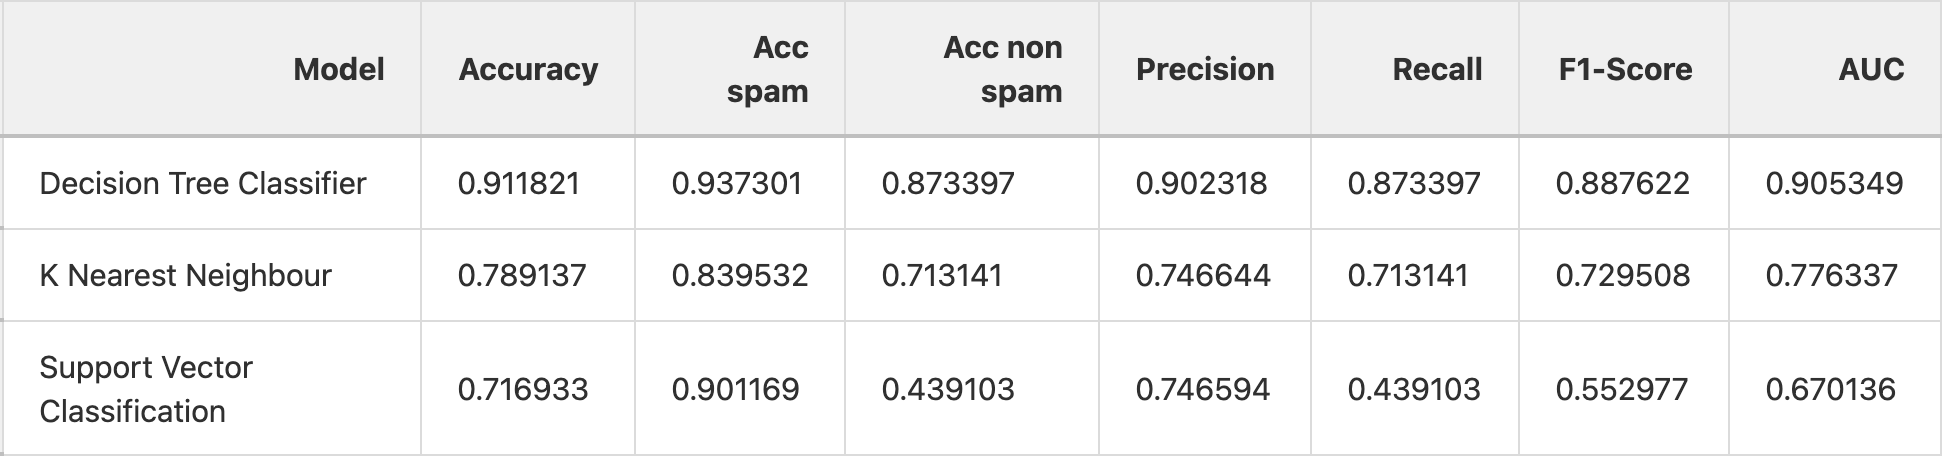 Model Accuracy Acc spam Acc non spam Precision Recall F1-Score AUC
Decision Tree Classifier 0.911821 0.937301 0.873397 0.902318 0.873397 0.887622 0.905349
K Nearest Neighbour 0.789137 0.839532 0.713141 0.746644 0.713141 0.729508 0.776337
Support Vector Classification 0.716933 0.901169 0.439103 0.746594 0.439103 0.552977 0.670136